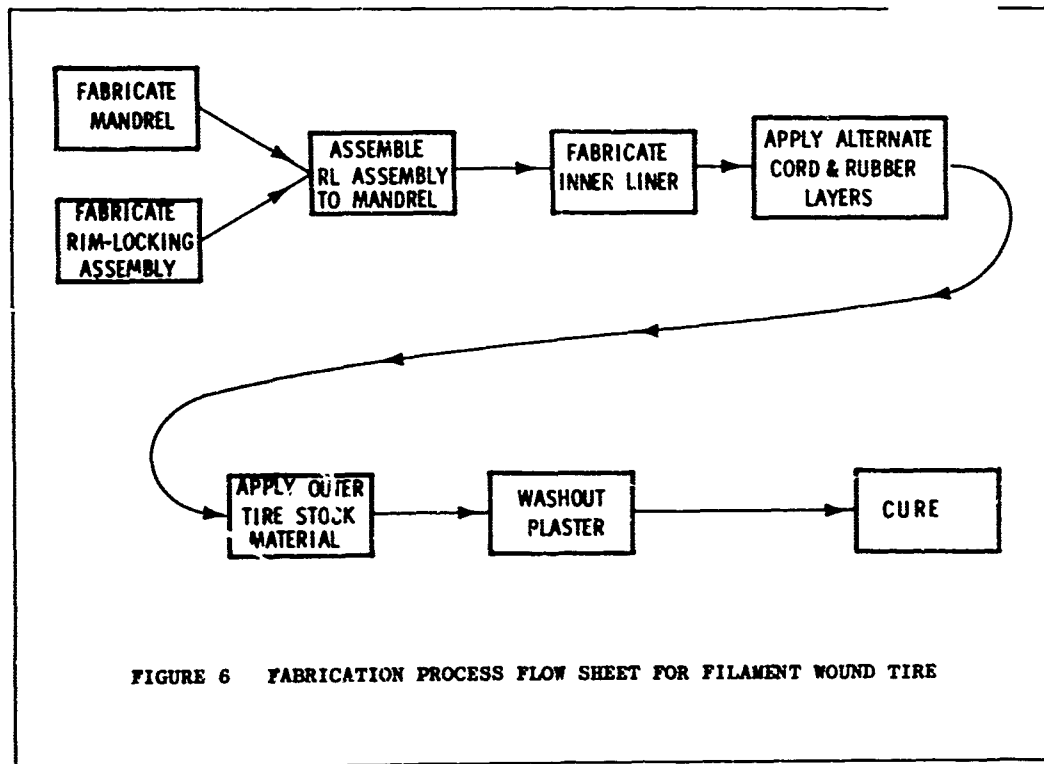 FABRICATE
MANDREL
FABRICATE
RIM-LOCKING
ASSEMBLY
ASSEMBLE
RL ASSEMBLY
TO MANDREL
FABRICATE
INNER LINER
APPLY ALTERNATE
CORD & RUBBER
LAYERS
APPLY OUTER
TIRE STOCK
MATERIAL
WASHOUT
PLASTER
CURE
FIGURE 6 FABRICATION PROCESS FLOW SHEET FOR FILAMENT WOUND TIRE